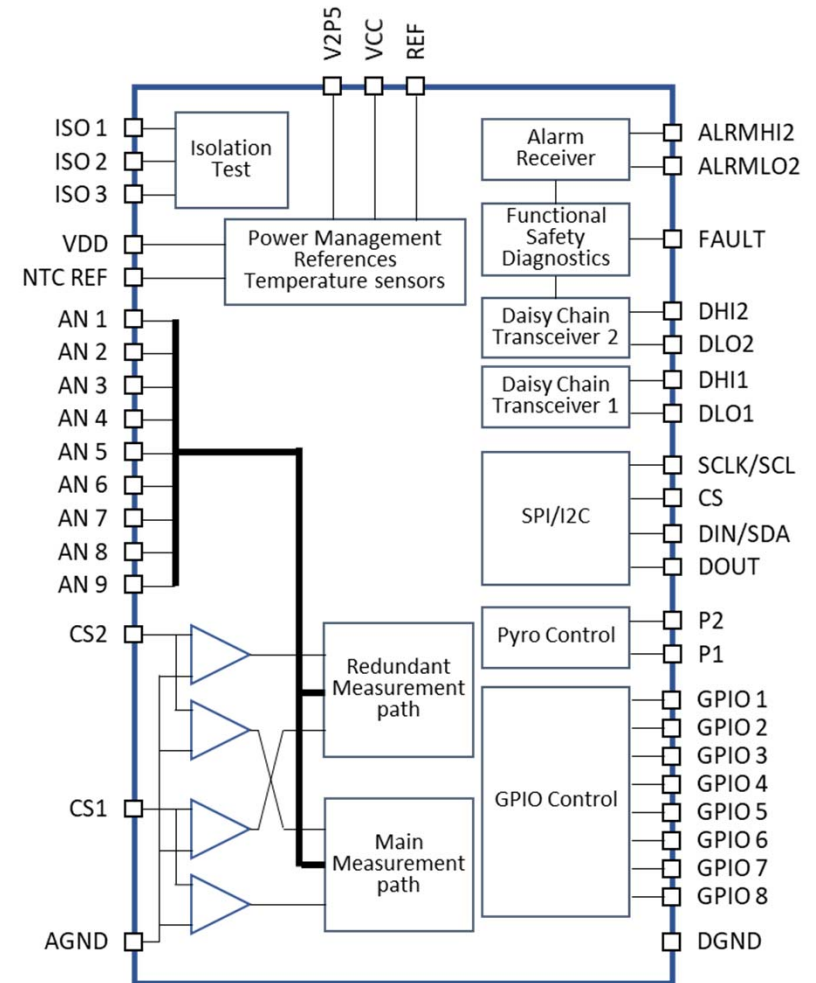 V2P5
VCC
REF
ISO 1
ISO 2
ISO 3
VDD
NTC REF
AN 1
AN 2
AN 3
AN 4
AN 5
AN 6
AN 7
AN 8
AN 9
CS2
CS1
AGND
Isolation
Test
Power Management
References
Temperature sensors
Redundant
Measurement
path
Main
Measurement
path
Alarm
Receiver
Functional
Safety
Diagnostics
Daisy Chain
Transceiver 2
Daisy Chain
Transceiver 1
SPI/I2C
Pyro Control
GPIO Control
ALRMHI2
ALRMLO2
FAULT
DHI2
DLO2
DHI1
DLO1
SCLK/SCL
CS
DIN/SDA
DOUT
P2
P1
GPIO 1
GPIO 2
GPIO 3
GPIO 4
GPIO 5
GPIO 6
GPIO 7
GPIO 8
DGND